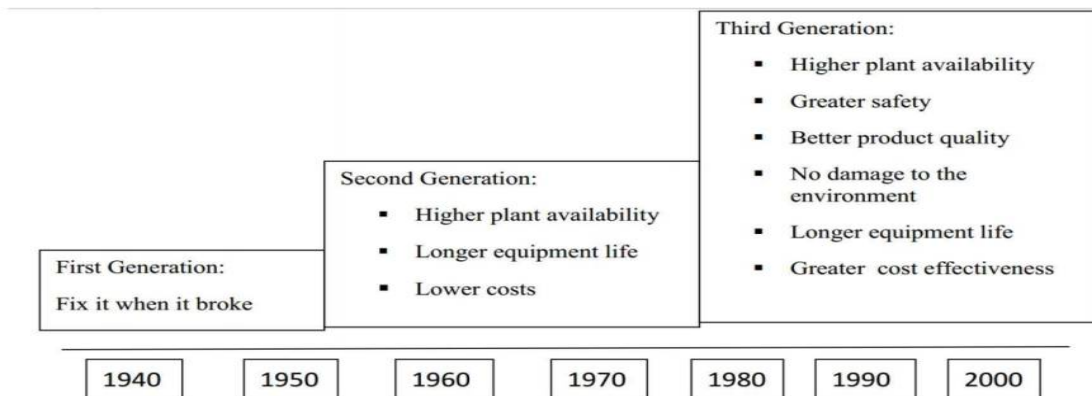 First Generation:
Fix it when it broke
Second Generation:
▪ Higher plant availability
▪ Longer equipment life
▪ Lower costs
Third Generation:
▪ Higher plant availability
▪ Greater safety
▪ Better product quality
▪ No damage to the
environment
▪ Longer equipment life
▪ Greater cost effectiveness
1940 1950 1960 1970 1980 1990 2000